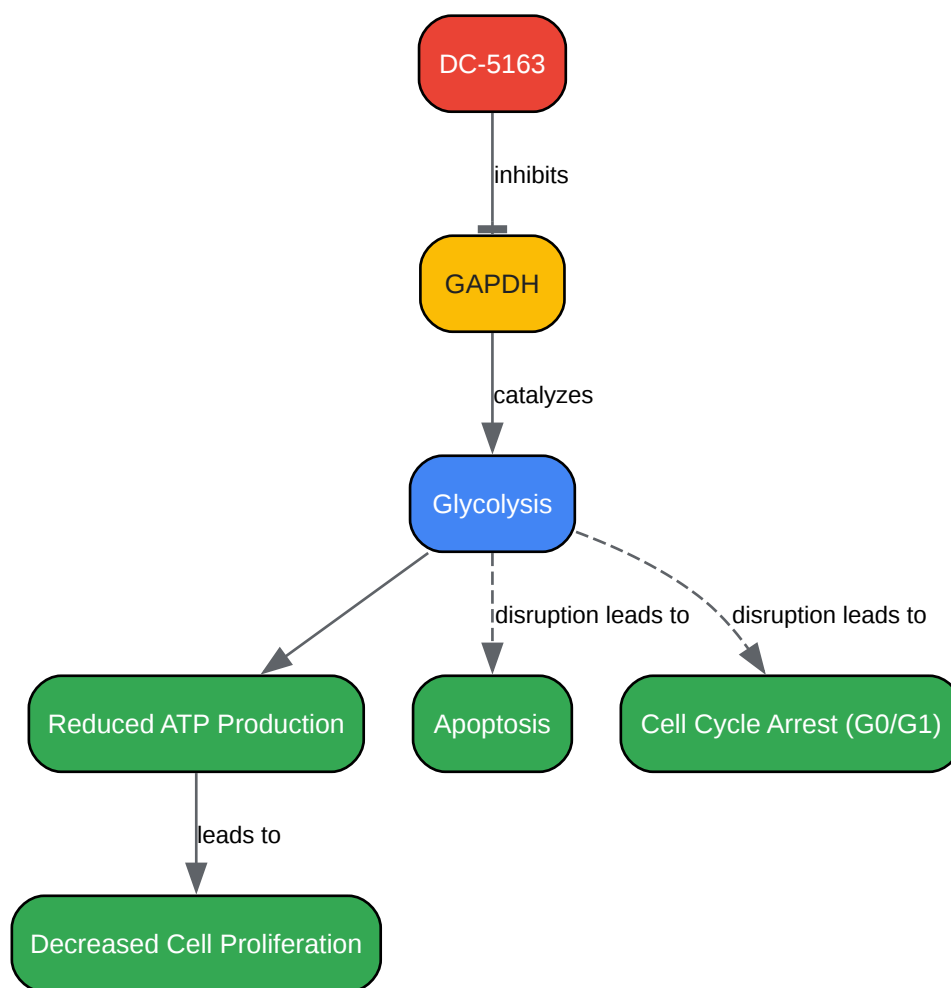 DC-5163
inhibits
GAPDH
catalyzes
Glycolysis
disruption leads to
disruption leads to
Reduced ATP Production
Apoptosis
Cell Cycle Arrest (G0/G1)
leads to
Decreased Cell Proliferation